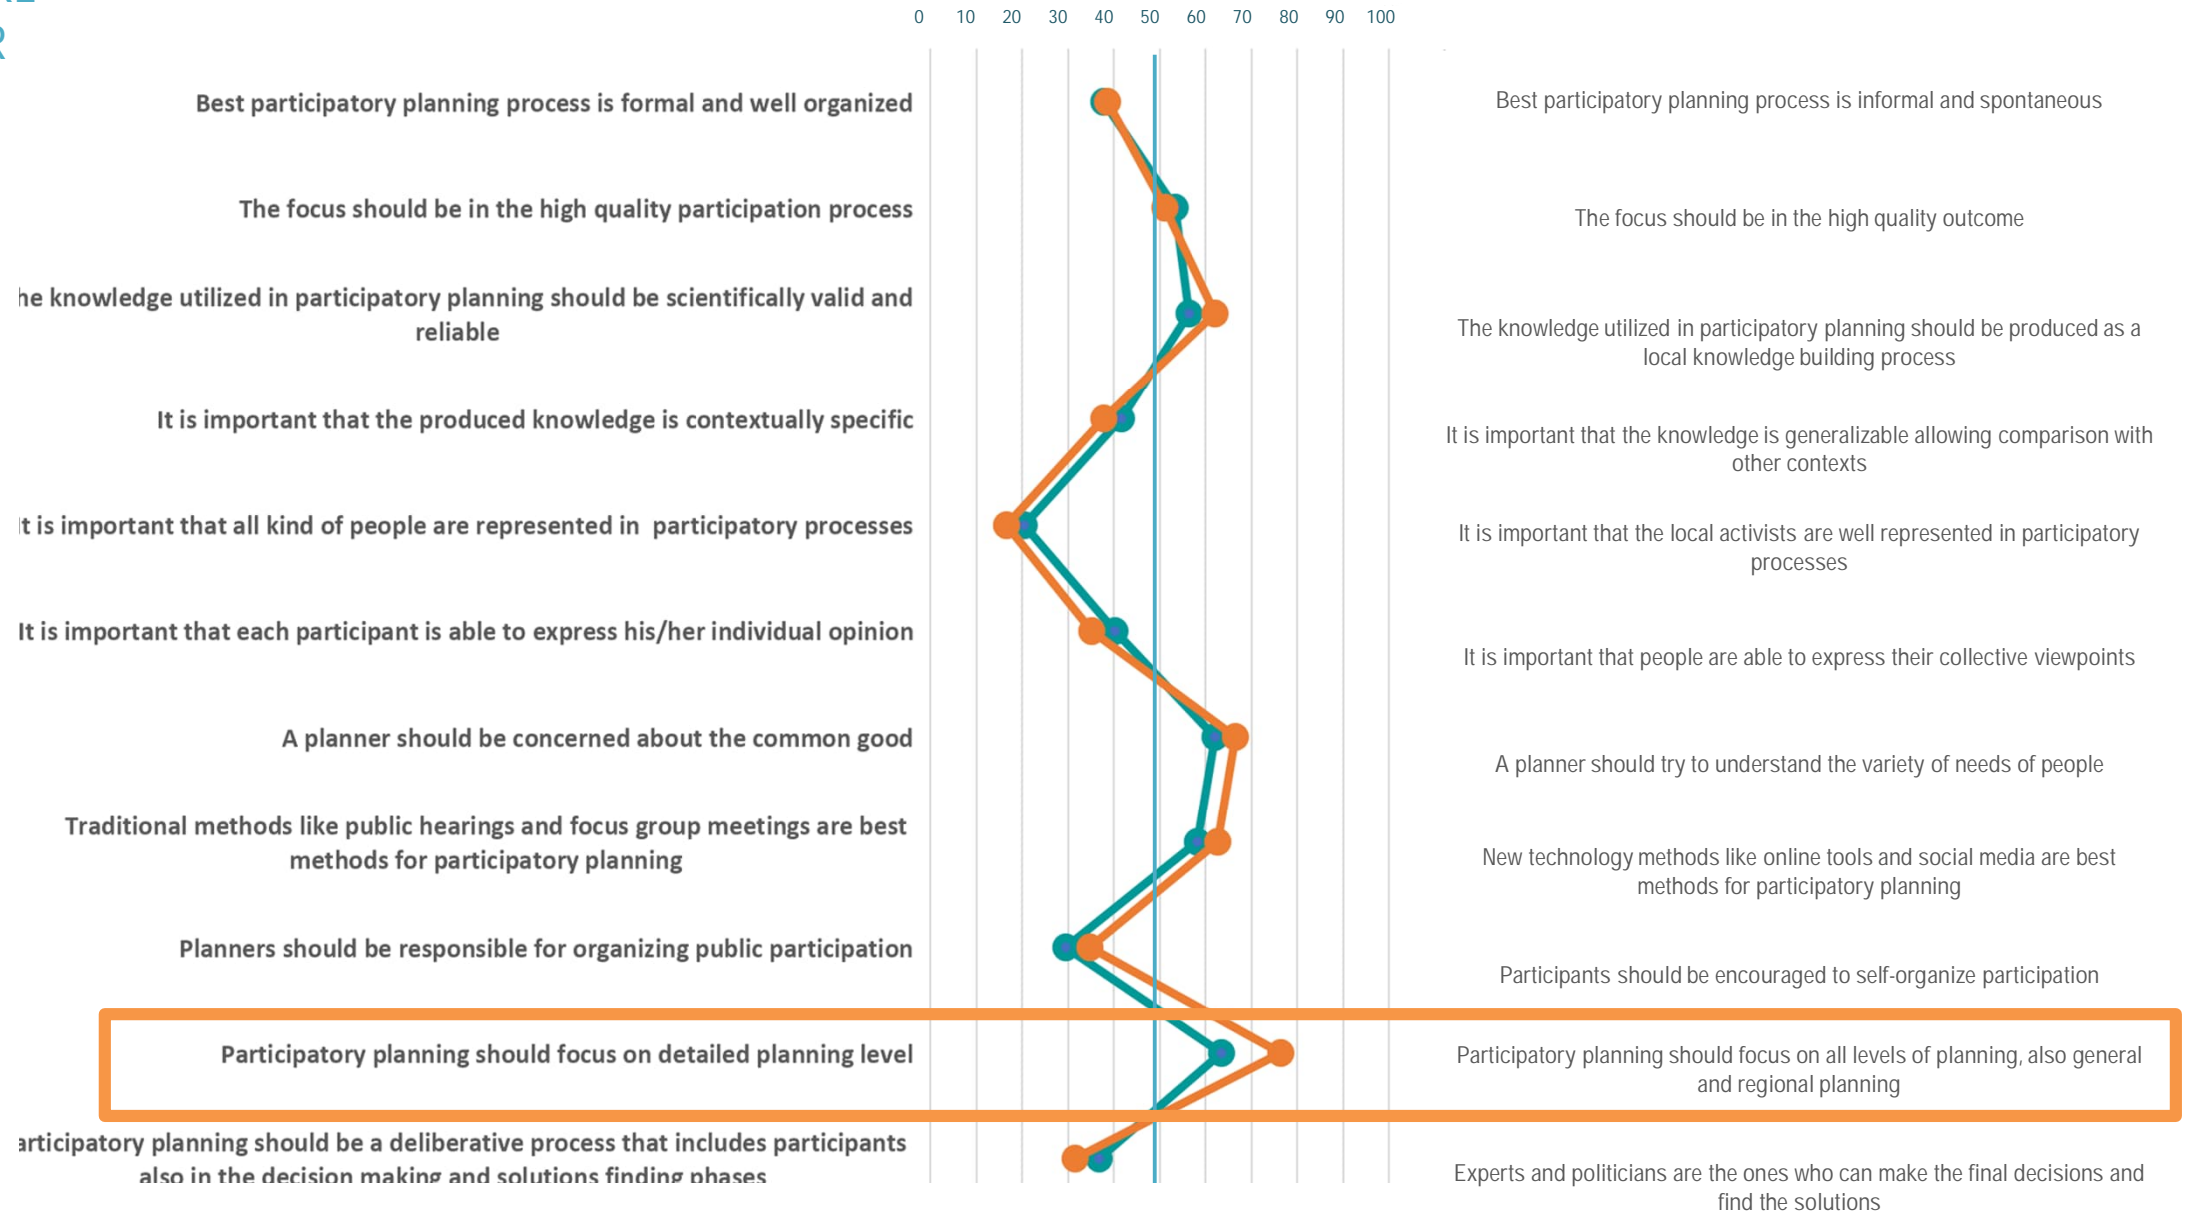 0 10 20 30 40 50 60 70 80 90 100
Best participatory planning process is formal and well organized
Best participatory planning process is informal and spontaneous
The focus should be in the high quality participation process
The focus should be in the high quality outcome
he knowledge utilized in participatory planning should be scientifically valid and
reliable
The knowledge utilized in participatory planning should be produced as a
local knowledge building process
It is important that the produced knowledge is contextually specific
It is important that the knowledge is generalizable allowing comparison with
other contexts
t is important that all kind of people are represented in participatory processes
It is important that the local activists are well represented in participatory
processes
It is important that each participant is able to express his/her individual opinion
It is important that people are able to express their collective viewpoints
A planner should be concerned about the common good
A planner should try to understand the variety of needs of people
Traditional methods like public hearings and focus group meetings are best
methods for participatory planning
New technology methods like online tools and social media are best
methods for participatory planning
Planners should be responsible for organizing public participation
Participants should be encouraged to self-organize participation
Participatory planning should focus on detailed planning level
Participatory planning should focus on all levels of planning, also general
and regional planning
articipatory planning should be a deliberative process that includes participants
also in the decision making and solutions finding phases
Experts and politicians are the ones who can make the final decisions and
find the solutions